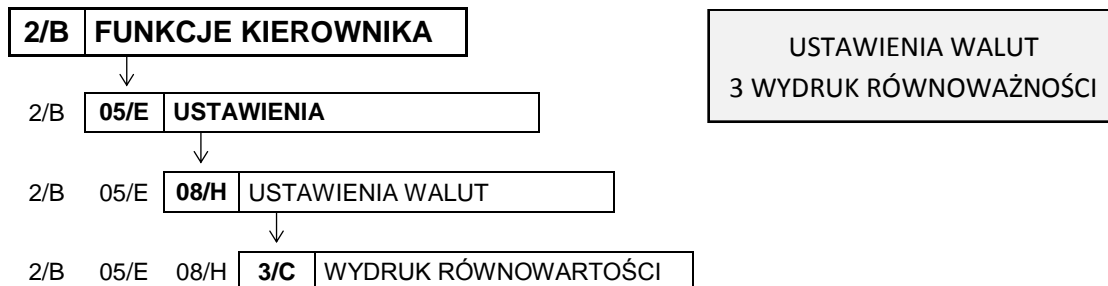 2/B FUNKCJE KIEROWNIKA
2/B 05/E USTAWIENIA
2/B 05/E 08/H USTAWIENIA WALUT
2/B 05/E 08/H 3/C WYDRUK RÓWNOWARTOŚCI
USTAWIENIA WALUT
3 WYDRUK RÓWNOWAŻNOŚCI